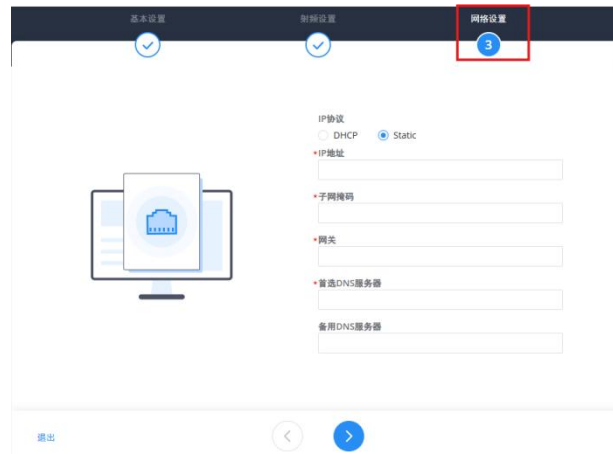 基本设置
射频设置
网络设置
3
IP协议
DHCP
Static
*IP地址
*子网掩码
*网关
*首选DNS服务器
备用DNS服务器
退出